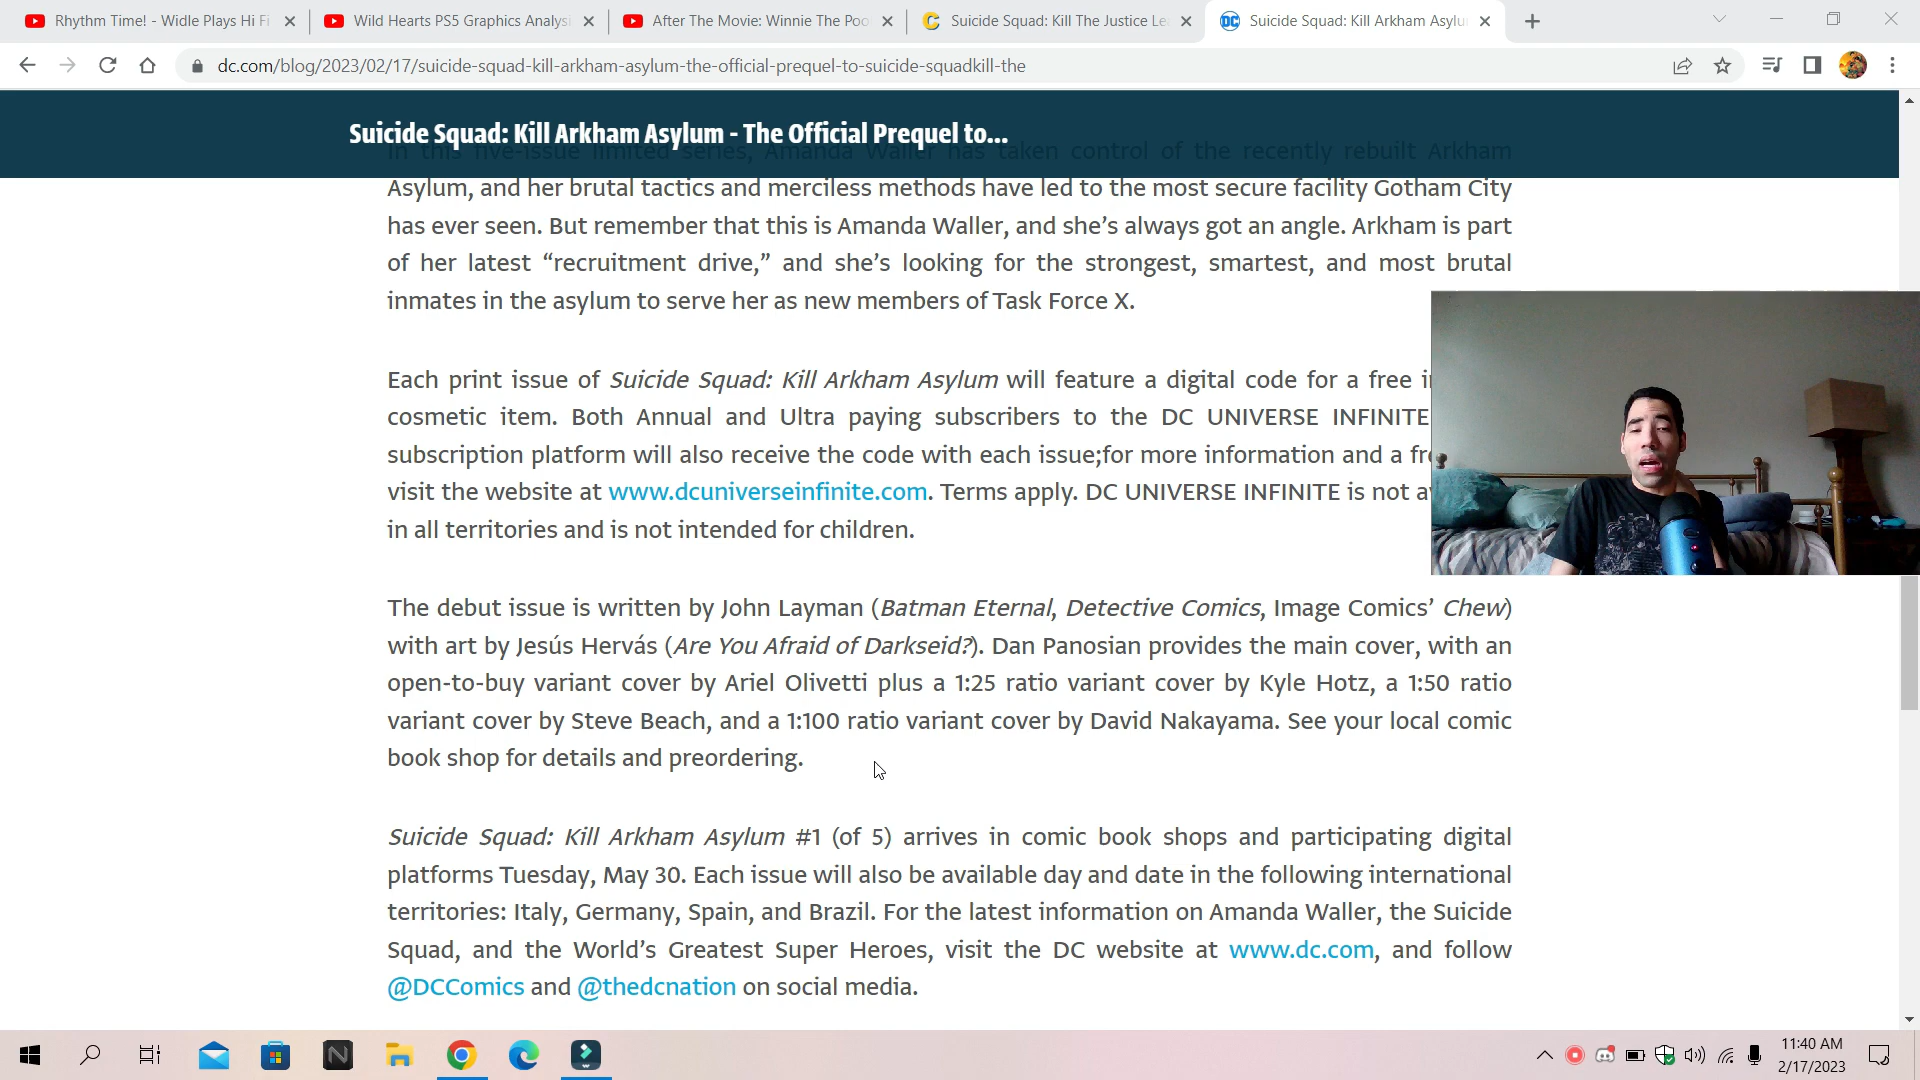 Rhythm Time! - Widle Plays Hi Fi
Wild Hearts PS5 Graphics Analysi
After The Movie: Winnie The Poo
Suicide Squad: Kill The Justice Le
Suicide Squad: Kill Arkham Asylu
dc.com/blog/2023/02/17/suicide-squad-kill-arkham-asylum-the-official-prequel-to-suicide-squadkill-the
Suicide Squad: Kill Arkham Asylum - The Official Prequel to...
In this five-issue limited series, Amanda Waller has taken control of the recently rebuilt Arkham
Asylum, and her brutal tactics and merciless methods have led to the most secure facility Gotham City
has ever seen. But remember that this is Amanda Waller, and she's always got an angle. Arkham is part
of her latest “recruitment drive,” and she's looking for the strongest, smartest, and most brutal
inmates in the asylum to serve her as new members of Task Force X.
Each print issue of Suicide Squad: Kill Arkham Asylum will feature a digital code for a free
cosmetic item. Both Annual and Ultra paying subscribers to the DC UNIVERSE INFINITE
subscription platform will also receive the code with each issue;for more information and a
visit the website at www.dcuniverseinfinite.com. Terms apply. DC UNIVERSE INFINITE is not
in all territories and is not intended for children.
The debut issue is written by John Layman (Batman Eternal, Detective Comics, Image Comics’ Chew)
with art by Jesús Hervás (Are You Afraid of Darkseid?). Dan Panosian provides the main cover, with an
open-to-buy variant cover by Ariel Olivetti plus a 1:25 ratio variant cover by Kyle Hotz, a 1:50 ratio
variant cover by Steve Beach, and a 1:100 ratio variant cover by David Nakayama. See your local comic
book shop for details and preordering.
Suicide Squad: Kill Arkham Asylum #1 (of 5) arrives in comic book shops and participating digital
platforms Tuesday, May 30. Each issue will also be available day and date in the following international
territories: Italy, Germany, Spain, and Brazil. For the latest information on Amanda Waller, the Suicide
Squad, and the World's Greatest Super Heroes, visit the DC website at www.dc.com, and follow
@DCComics and @thedcnation on social media.
11:40 AM
2/17/2023